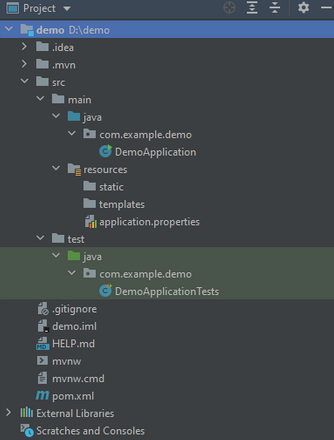 Project
demo D:\demo
.idea
.mvn
src
main
java
com.example.demo
DemoApplication
resources
static
templates
application.properties
test
java
com.example.demo
DemoApplicationTests
.gitignore
demo.iml
HELP.md
mvnw
mvnw.cmd
pom.xml
External Libraries
Scratches and Consoles